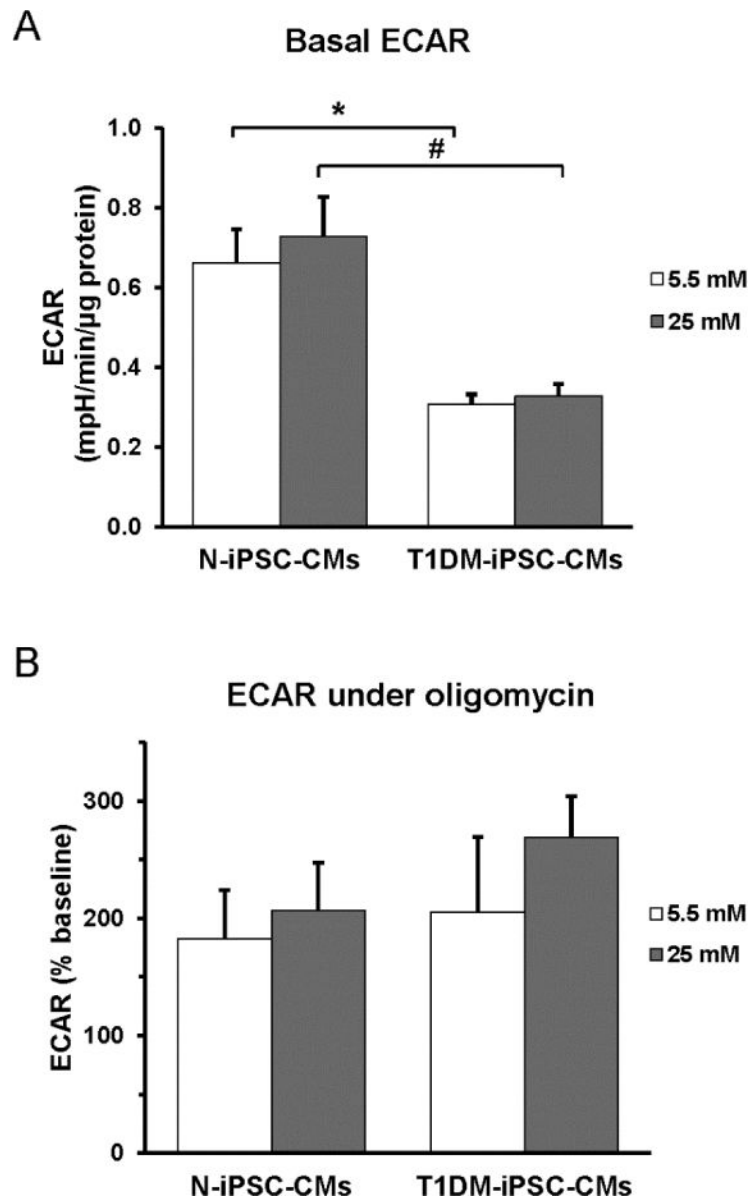 A
Basal ECAR
*
#
1.0
0.8
0.6
0.4
0.2
0.0
ECAR
(mpH/min/µg protein)
5.5 mM
25 mM
N-iPSC-CMs T1DM-iPSC-CMs
B
ECAR under oligomycin
300
200
100
0
ECAR (% baseline)
5.5 mM
25 mM
N-iPSC-CMs T1DM-iPSC-CMs